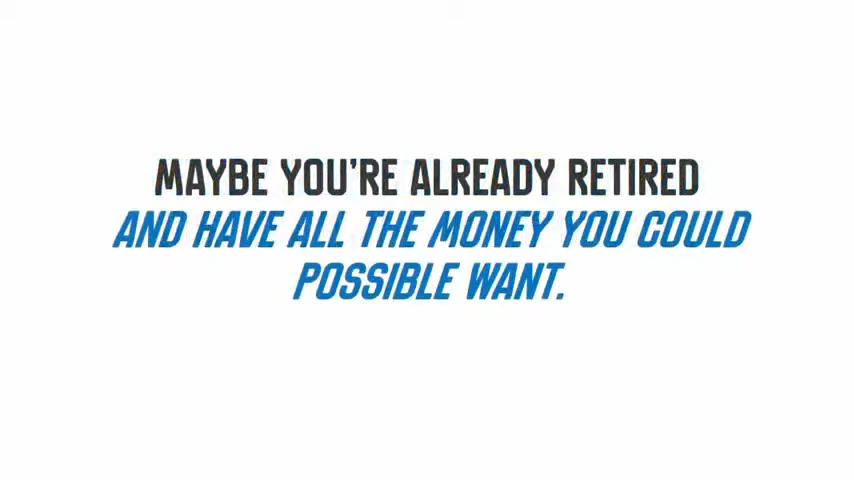 MAYBE YOU'RE ALREADY RETIRED
AND HAVE ALL THE MONEY YOU COULD
POSSIBLE WANT.